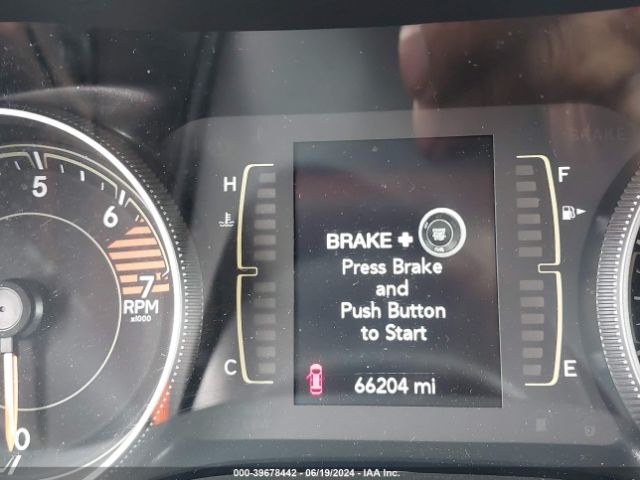 BRAKE
H
F
5
6
7
RPM
x1000
0
BRAKE +
Press Brake
and
Push Button
to Start
C
E
66204 mi
000-39678442 - 06/19/2024 - IAA Inc.